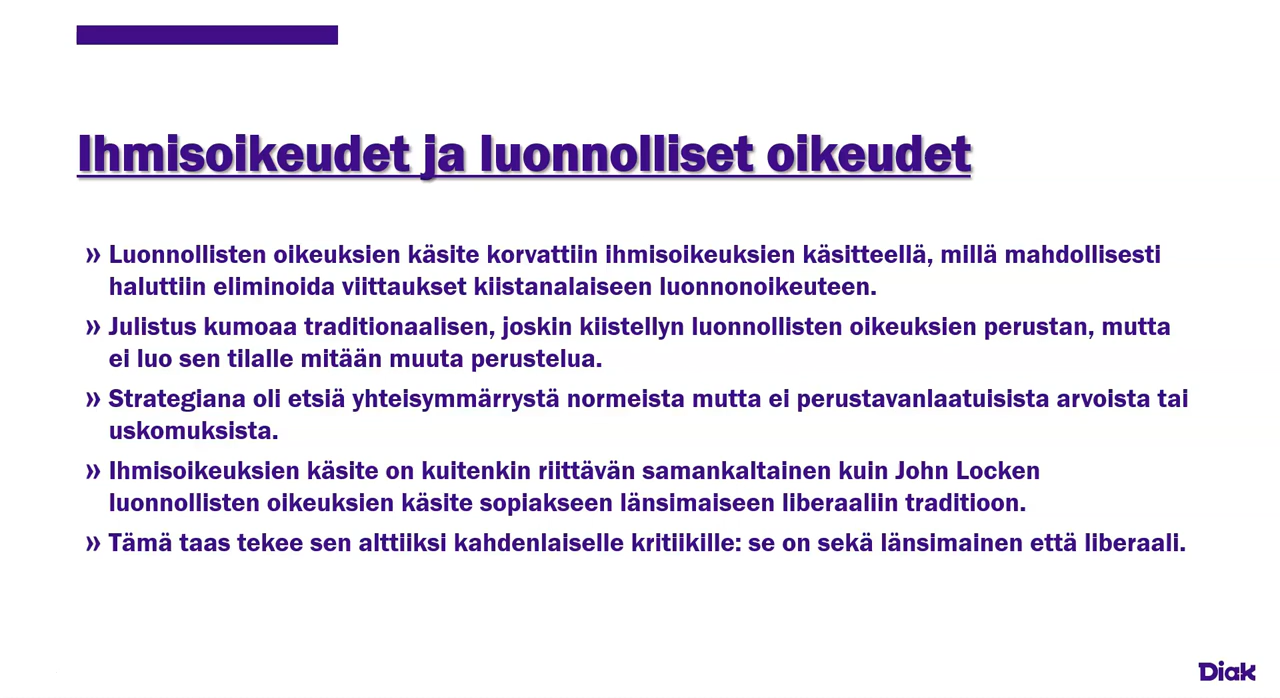 Ihmisoikeudet ja luonnolliset oikeudet
» Luonnollisten oikeuksien käsite korvattiin ihmisoikeuksien käsitteellä, millä mahdollisesti
haluttiin eliminoida viittaukset kiistanalaiseen luonnonoikeuteen.
» Julistus kumoaa traditionaalisen, joskin kiistellyn luonnollisten oikeuksien perustan, mutta
ei luo sen tilalle mitään muuta perustelua.
» Strategiana oli etsiä yhteisymmärrystä normeista mutta ei perustavanlaatuisista arvoista tai
uskomuksista.
» Ihmisoikeuksien käsite on kuitenkin riittävän samankaltainen kuin John Locken
luonnollisten oikeuksien käsite sopiakseen länsimaiseen liberaaliin traditioon.
» Tämä taas tekee sen alttiiksi kahdenlaiselle kritiikille: se on sekä länsimainen että liberaali.
Diak